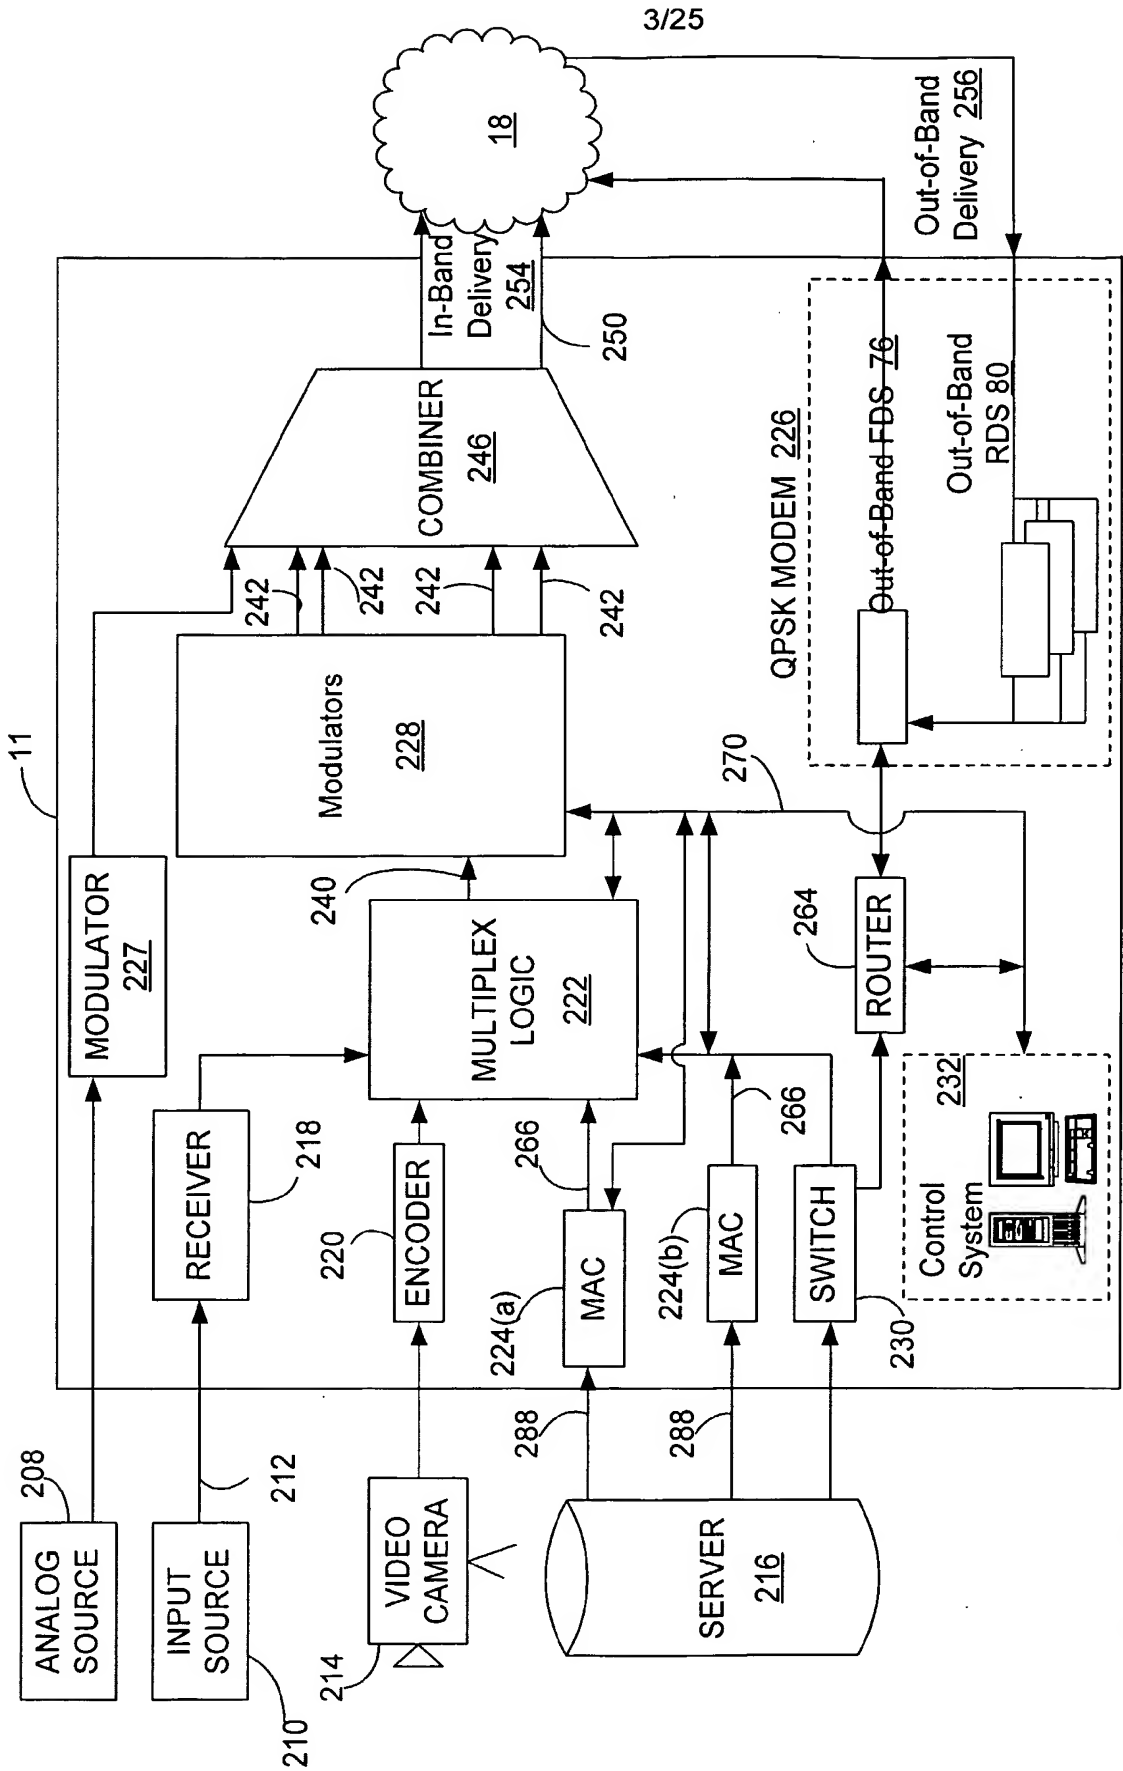 3/25
11
ANALOG
SOURCE
208
MODULATOR
227
INPUT
SOURCE
210
212
RECEIVER
218
VIDEO
CAMERA
214
ENCODER
220
MULTIPLEX
LOGIC
222
240
Modulators
228
242
242
242
242
COMBINER
246
In-Band
Delivery
254
250
18
SERVER
216
288
288
224(a)
MAC
266
224(b)
MAC
266
SWITCH
230
ROUTER
264
270
Control
System
232
QPSK MODEM 226
Out-of-Band FDS 76
Out-of-Band
RDS 80
Out-of-Band
Delivery 256